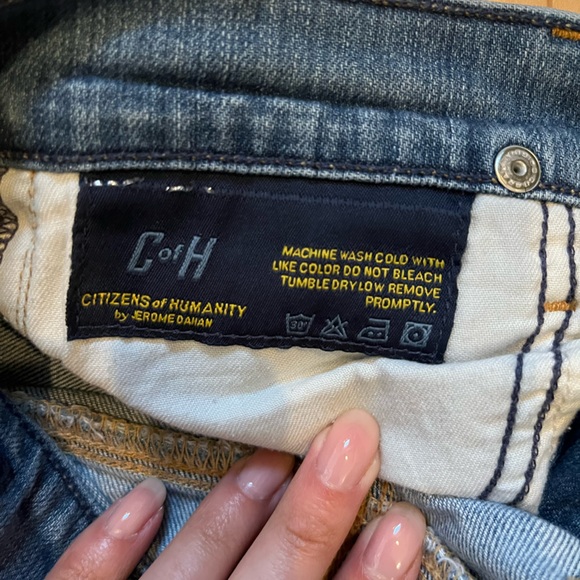 C of H
CITIZENS of HUMANITY
by JEROME DAHAN
MACHINE WASH COLD WITH
LIKE COLOR DO NOT BLEACH
TUMBLE DRY LOW REMOVE
PROMPTLY.
30°